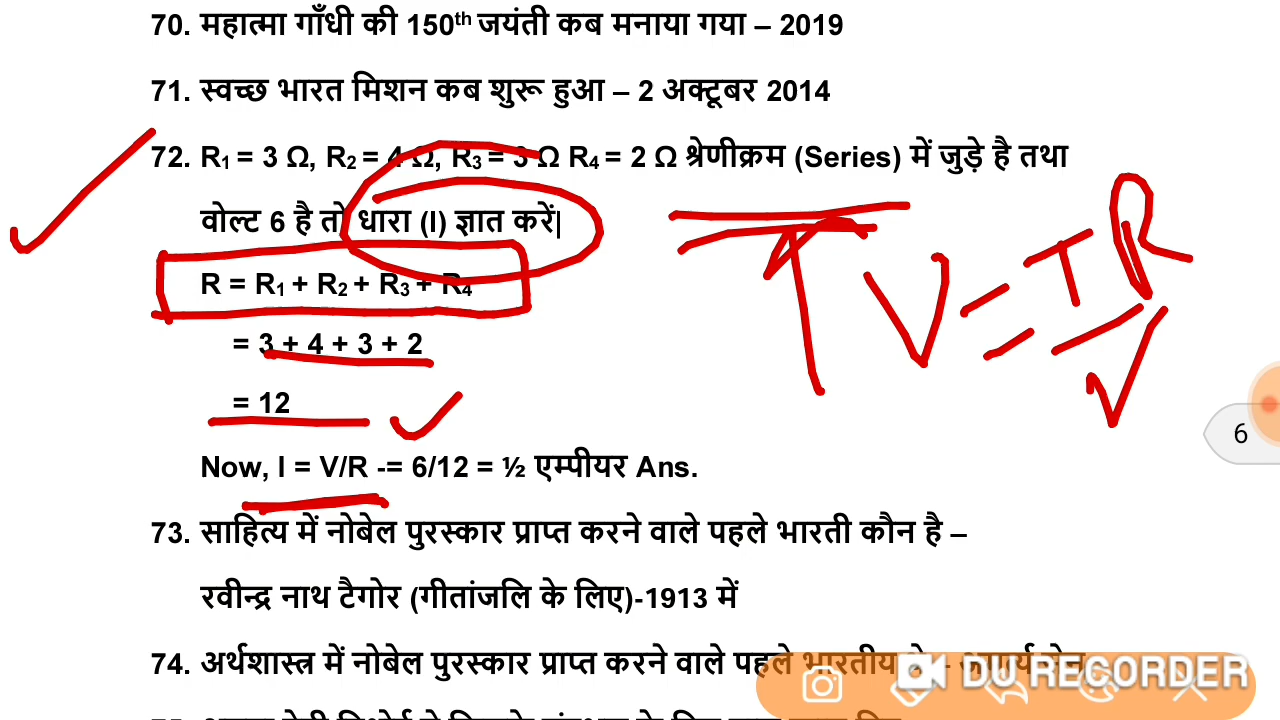 70. महात्मा गाँधी की 150th जयंती कब मनाया गया – 2019
71. स्वच्छ भारत मिशन कब शुरू हुआ – 2 अक्टूबर 2014
72. R1 = 3 Ω, R2 = 4 Ω, R3 = 3 Ω R4 = 2 Ω श्रेणीक्रम (Series) में जुड़े है तथा
वोल्ट 6 है तो धारा (I) ज्ञात करें|
R = R1 + R2 + R3 + R4
= 3 + 4 + 3 + 2
= 12
Now, I = V/R -= 6/12 = ½ एम्पीयर Ans.
V = IR
V
6
73. साहित्य में नोबेल पुरस्कार प्राप्त करने वाले पहले भारती कौन है –
रवीन्द्र नाथ टैगोर (गीतांजलि के लिए)-1913 में
74. अर्थशास्त्र में नोबेल पुरस्कार प्राप्त करने वाले पहले भारतीय
DU RECORDER